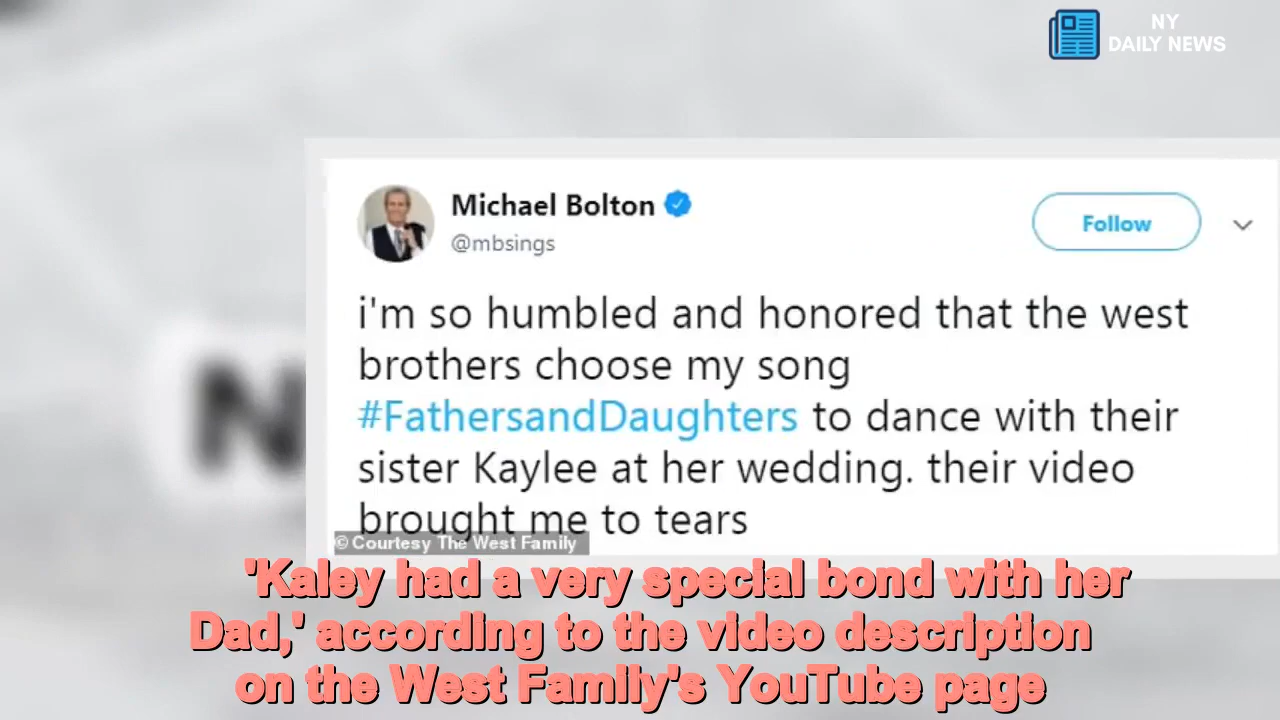 NY
DAILY NEWS
Michael Bolton
@mbsings
Follow
i'm so humbled and honored that the west
brothers choose my song
#FathersandDaughters to dance with their
sister Kaylee at her wedding. their video
brought me to tears
© Courtesy The West Family
N
'Kaley had a very special bond with her
Dad,' according to the video description
on the West Family's YouTube page